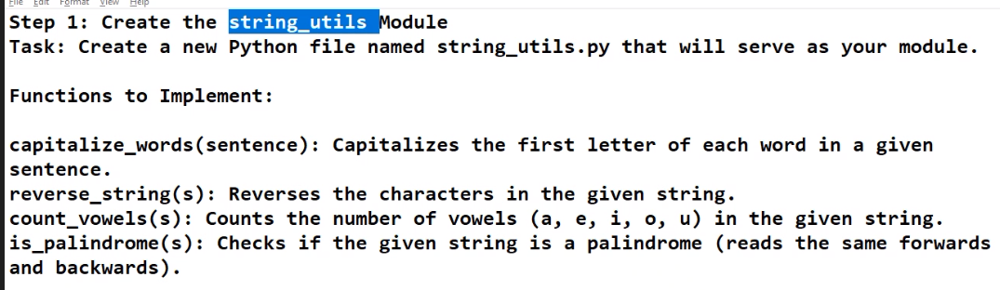 File Edit Format View Help
Step 1: Create the string_utils Module
Task: Create a new Python file named string_utils.py that will serve as your module.
Functions to Implement:
capitalize_words(sentence): Capitalizes the first letter of each word in a given
sentence.
reverse_string(s): Reverses the characters in the given string.
count_vowels(s): Counts the number of vowels (a, e, i, o, u) in the given string.
is_palindrome(s): Checks if the given string is a palindrome (reads the same forwards
and backwards).